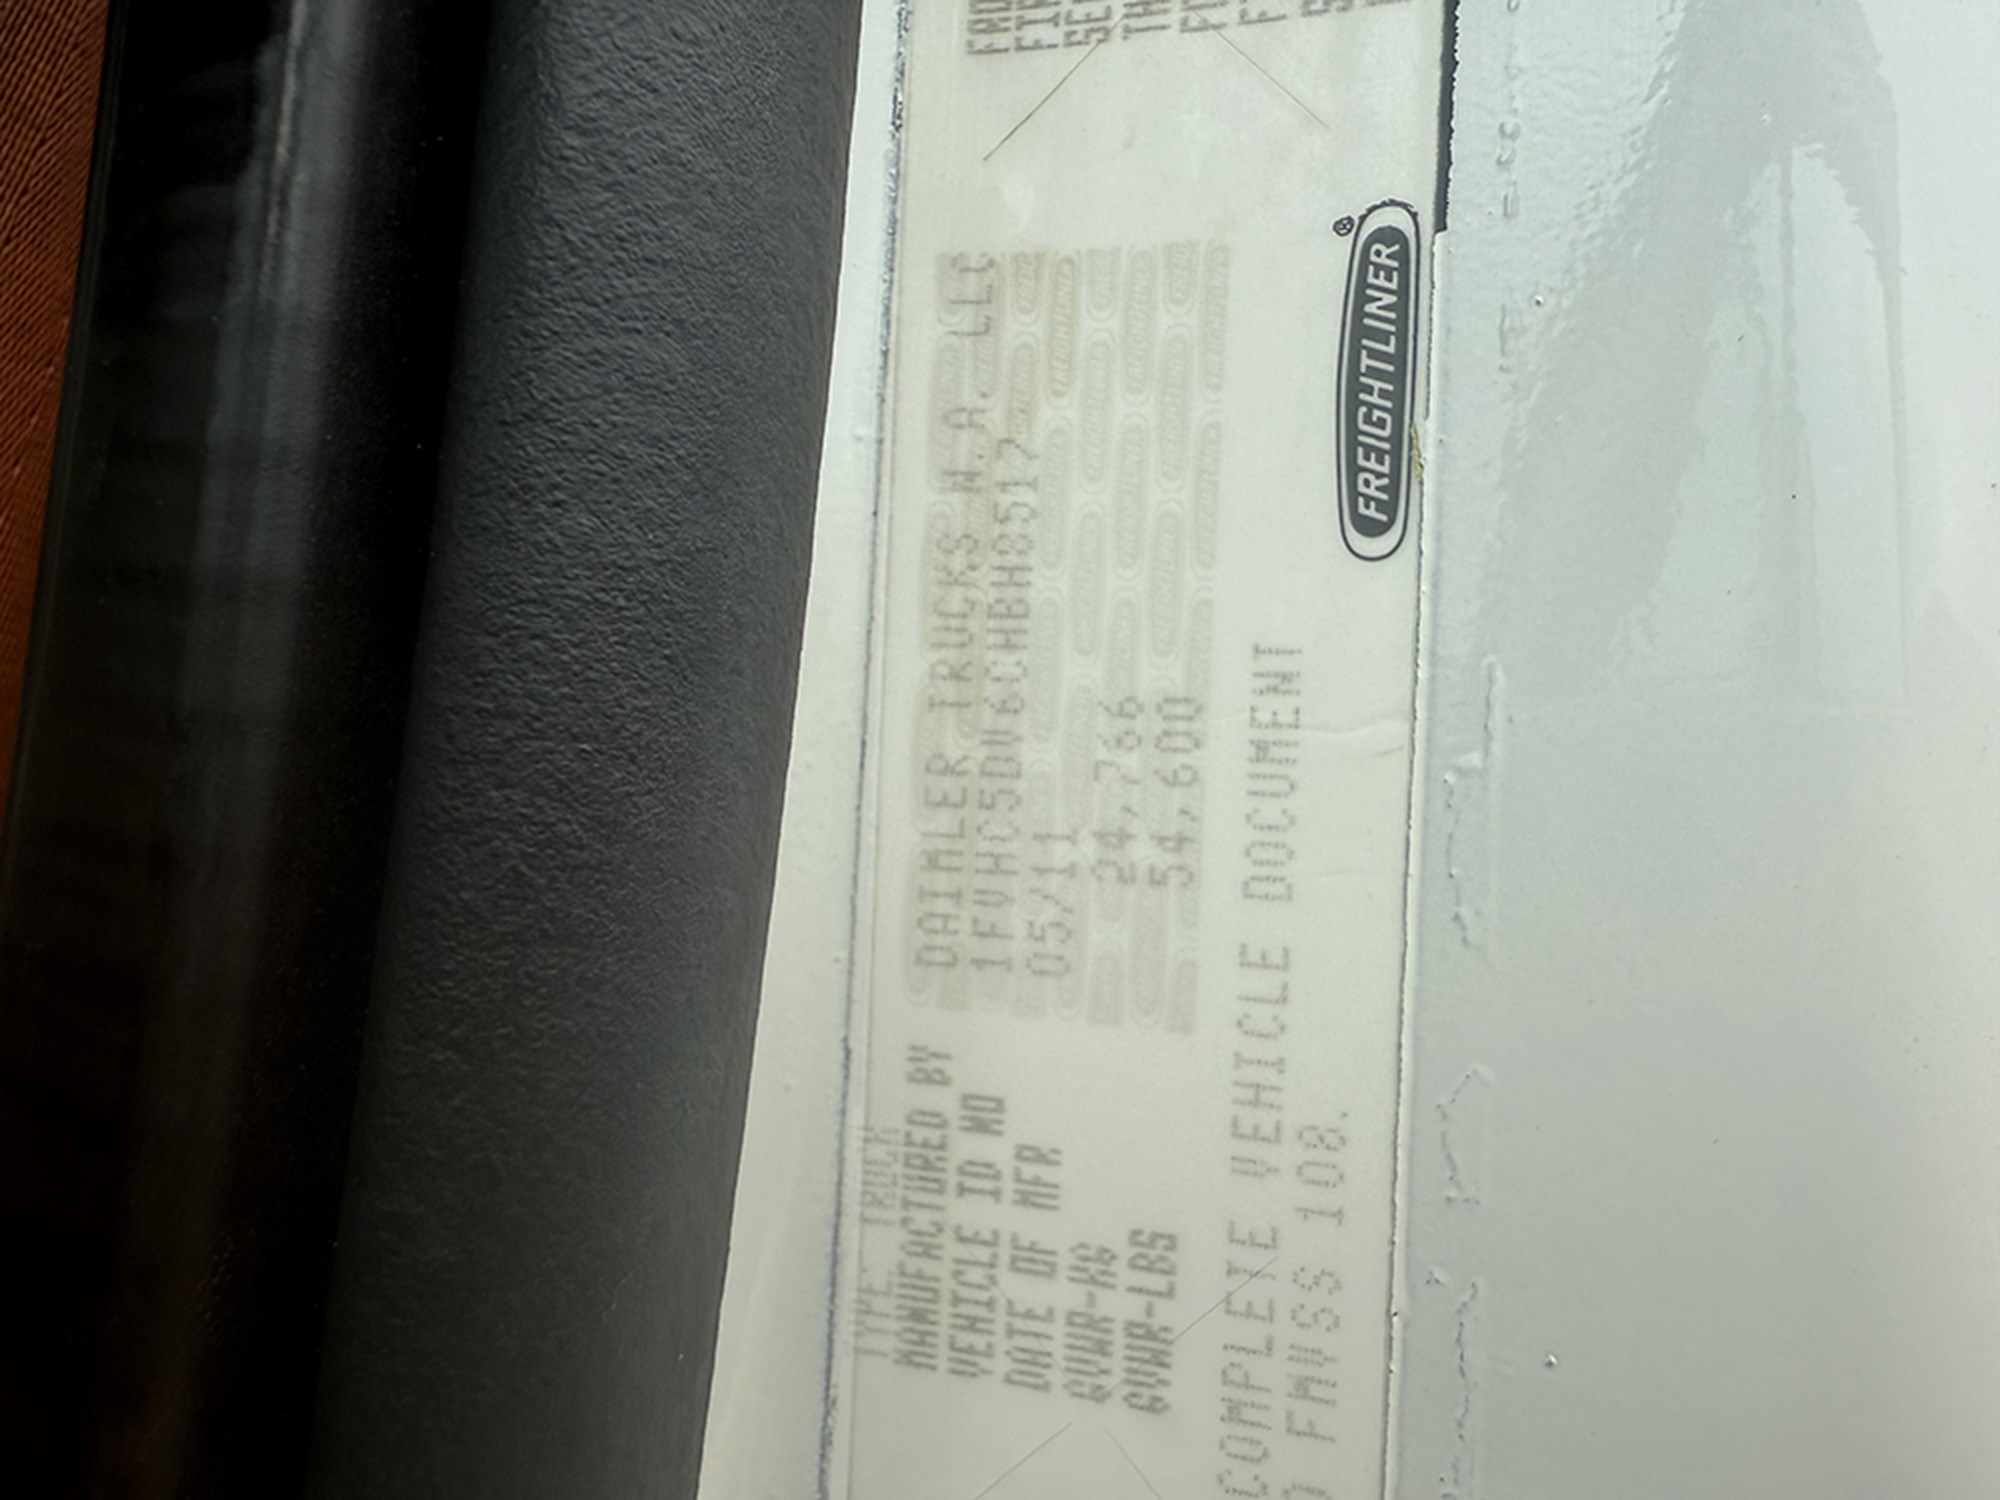 TYPE: TRUCK
MANUFACTURED BY DAIMLER TRUCKS N.A. LLC
VEHICLE ID NO 1FVHC5DV6CHBH8517
DATE OF MFR 05/11
GVWR-KG 24,766
GVWR-LBS 54,600
COMPLETE VEHICLE DOCUMENT
FMVSS 108.
FREIGHTLINER®